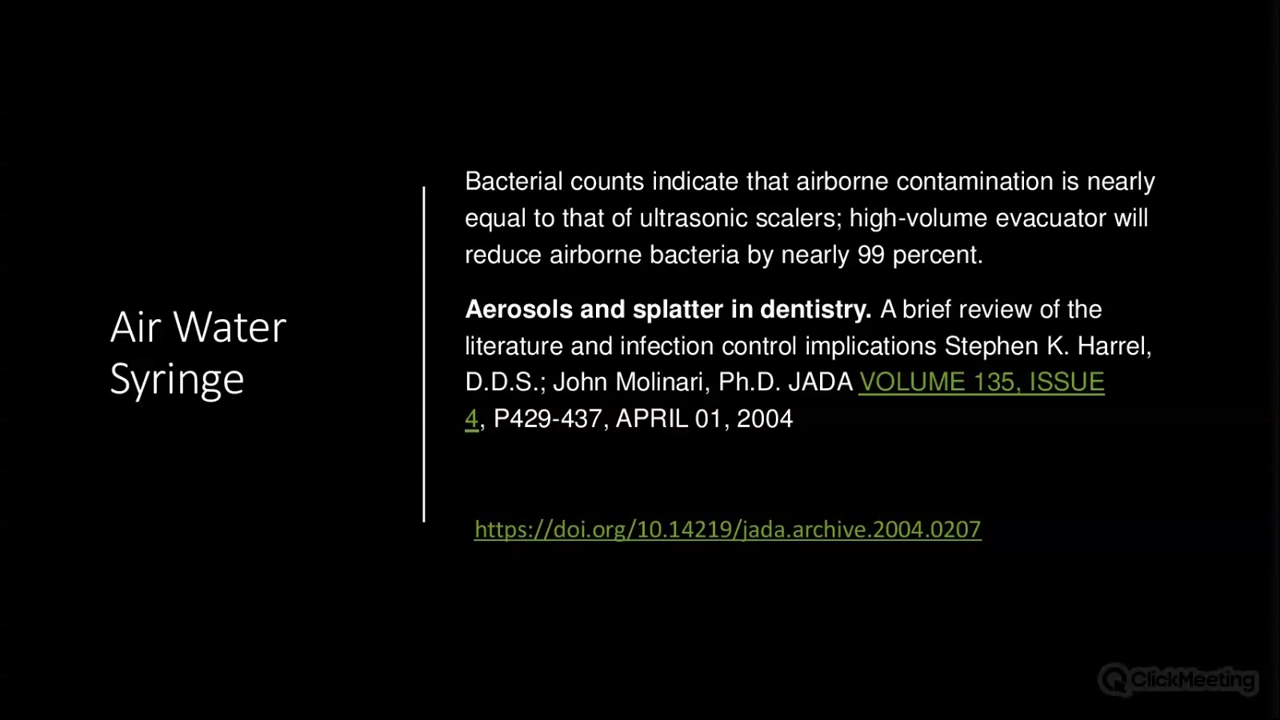 Air Water
Syringe
Bacterial counts indicate that airborne contamination is nearly
equal to that of ultrasonic scalers; high-volume evacuator will
reduce airborne bacteria by nearly 99 percent.
Aerosols and splatter in dentistry. A brief review of the
literature and infection control implications Stephen K. Harrel,
D.D.S.; John Molinari, Ph.D. JADA VOLUME 135, ISSUE
4, P429-437, APRIL 01, 2004
https://doi.org/10.14219/jada.archive.2004.0207
ClickMeeting